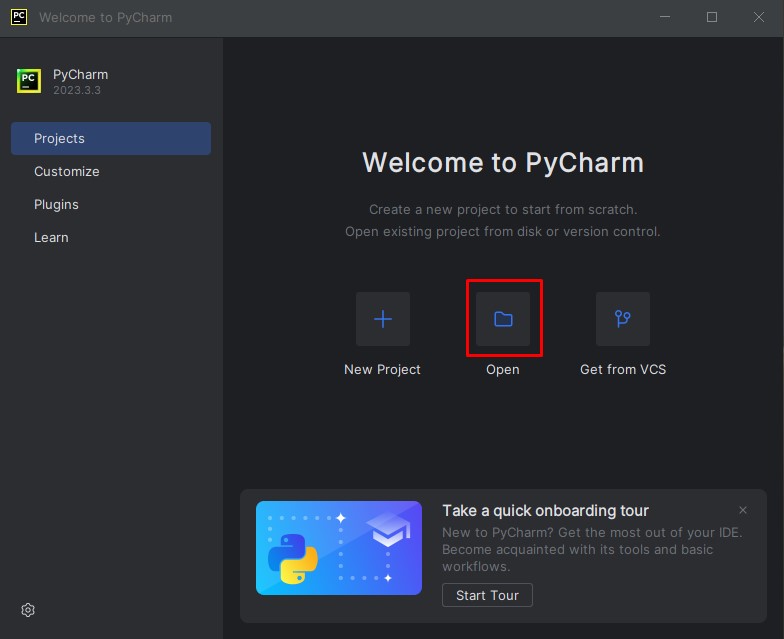 PC
Welcome to PyCharm
PC
PyCharm
2023.3.3
Projects
Customize
Plugins
Learn
Welcome to PyCharm
Create a new project to start from scratch.
Open existing project from disk or version control.
New Project
Open
Get from VCS
Take a quick onboarding tour
New to PyCharm? Get the most out of your IDE.
Become acquainted with its tools and basic
workflows.
Start Tour